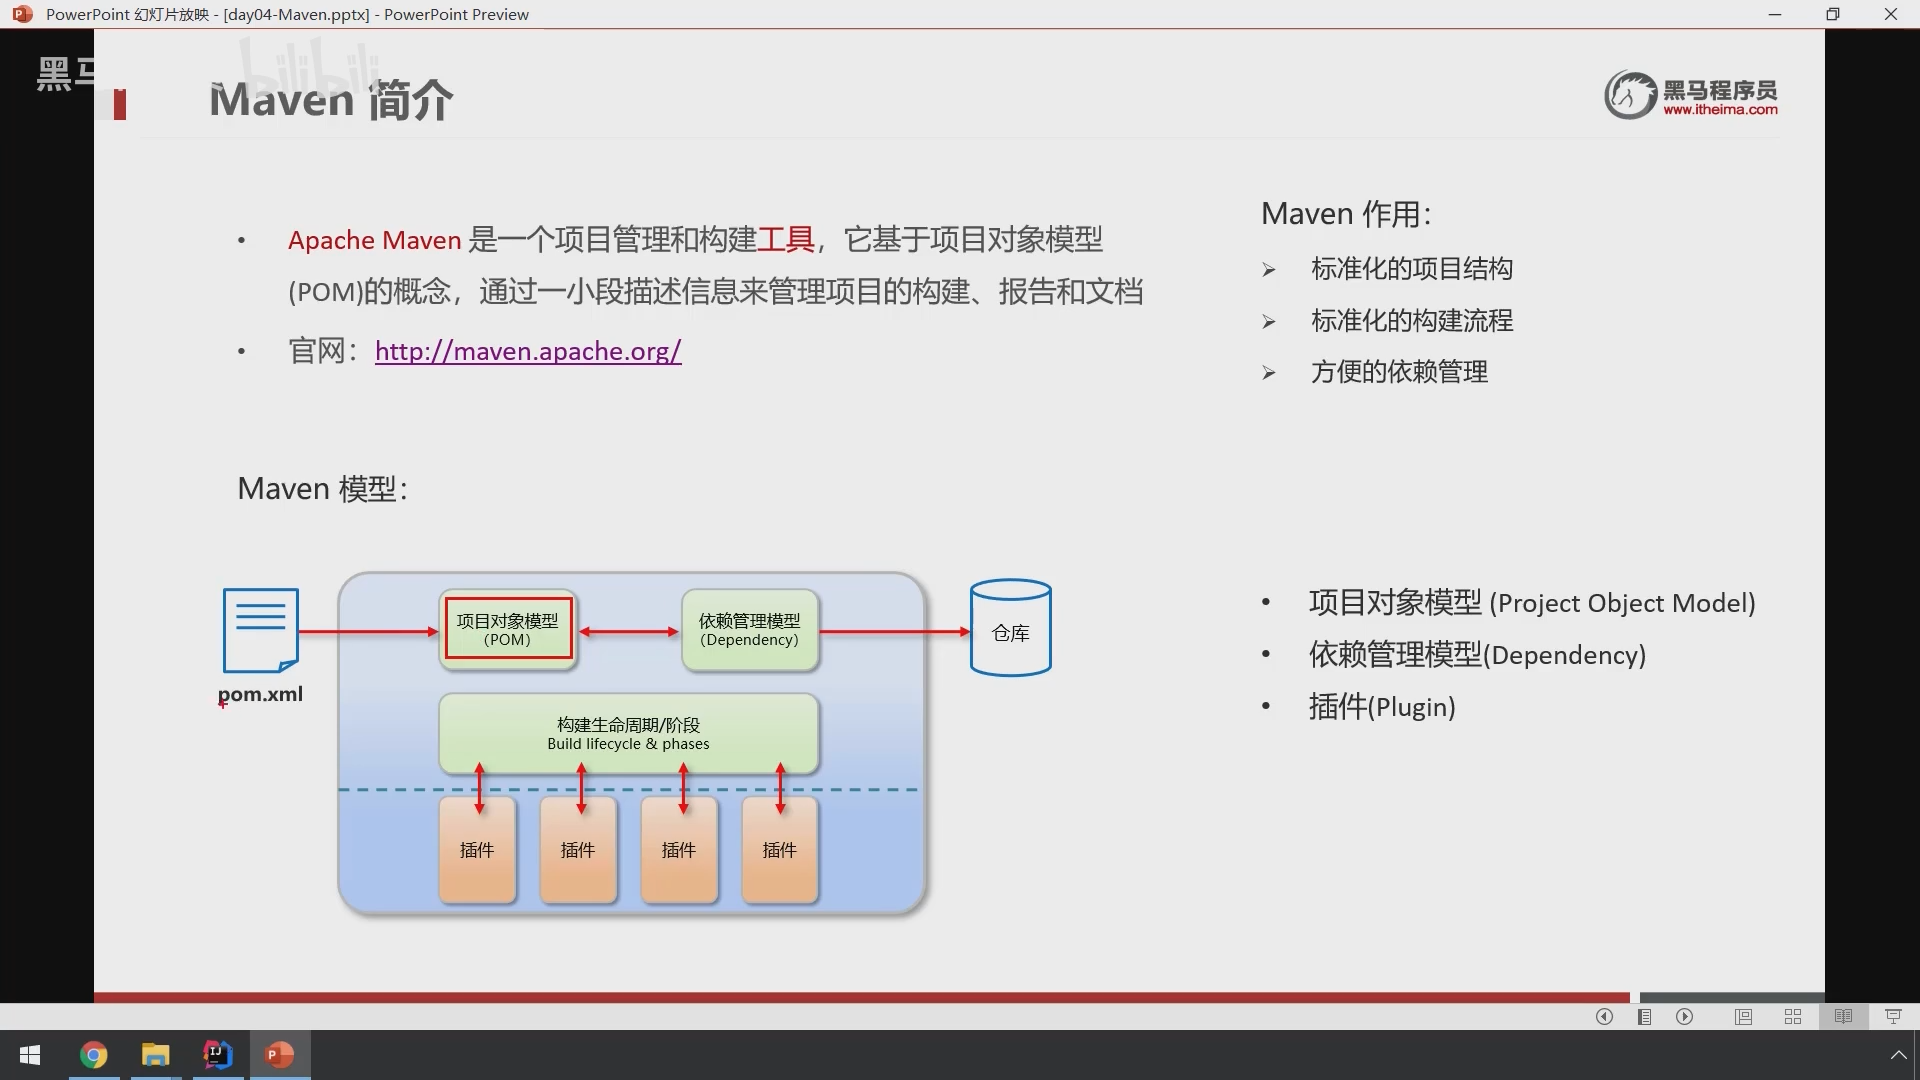 PowerPoint 幻灯片放映 - [day04-Maven.pptx] - PowerPoint Preview
bilibili
Maven 简介
黑马程序员
www.itheima.com
Apache Maven 是一个项目管理和构建工具，它基于项目对象模型
(POM)的概念，通过一小段描述信息来管理项目的构建、报告和文档
官网：http://maven.apache.org/
Maven 作用：
标准化的项目结构
标准化的构建流程
方便的依赖管理
Maven 模型：
pom.xml
项目对象模型
（POM）
依赖管理模型
（Dependency）
仓库
构建生命周期/阶段
Build lifecycle & phases
插件
插件
插件
插件
项目对象模型 (Project Object Model)
依赖管理模型(Dependency)
插件(Plugin)